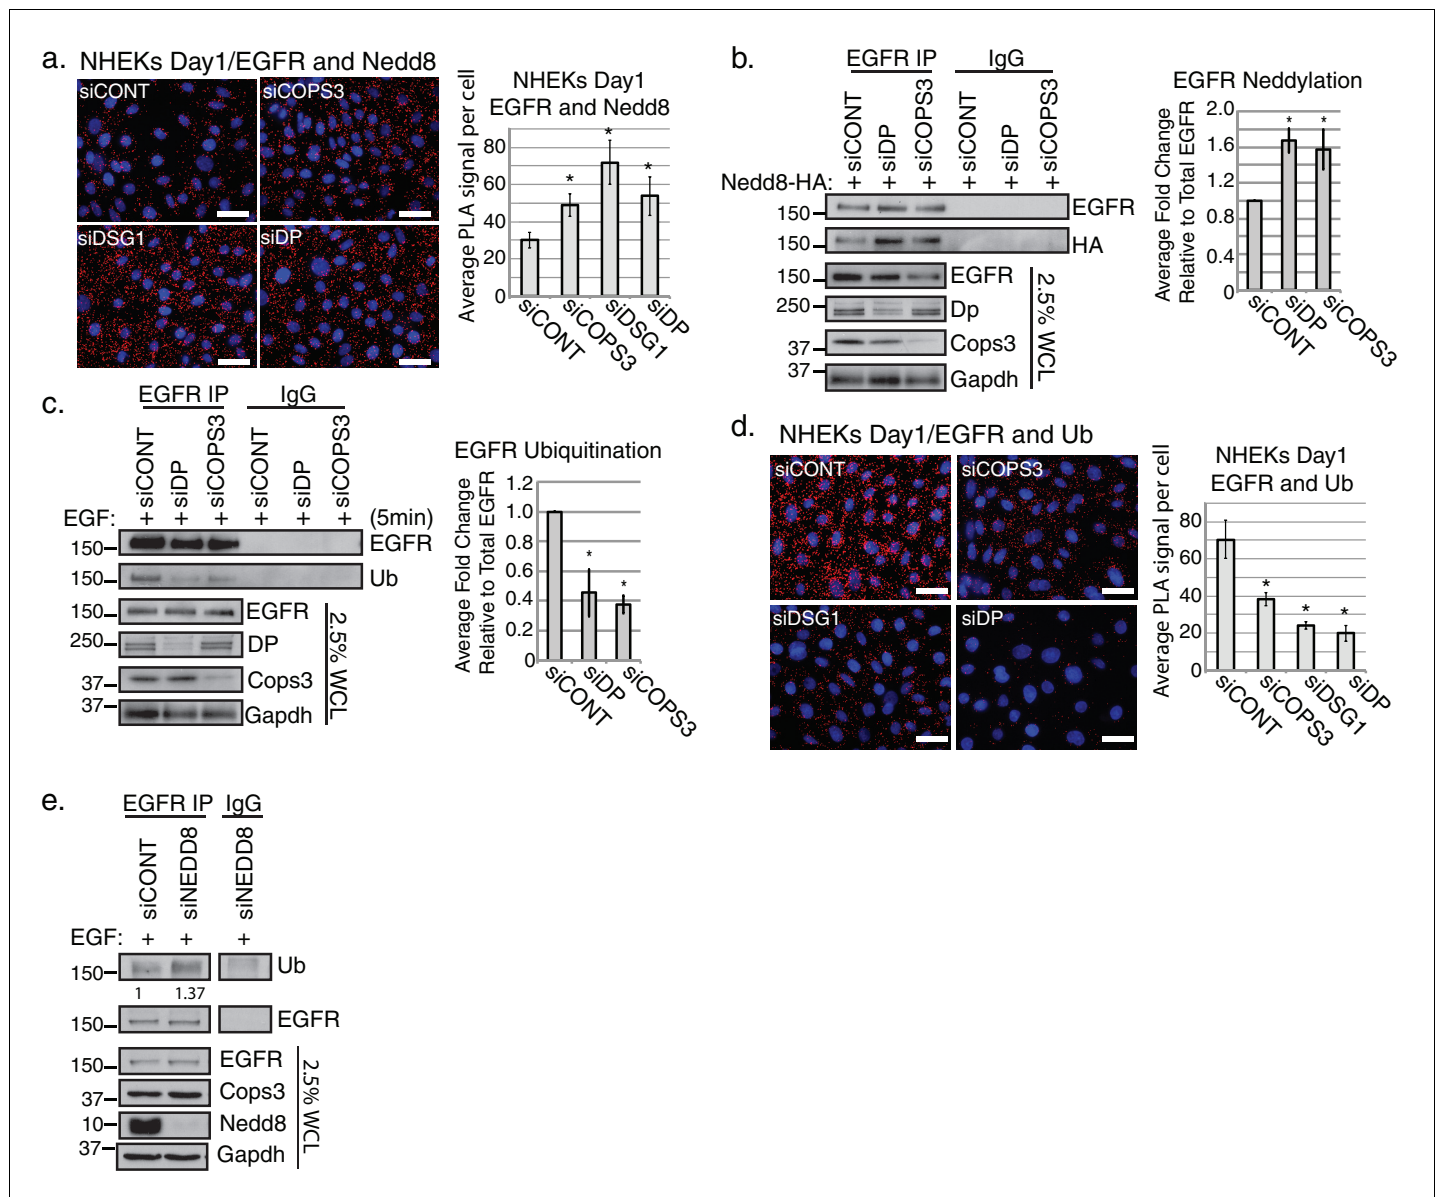 a. NHEKs Day1/EGFR and Nedd8
siCONT
siCOPS3
siDSG1
siDP
NHEKs Day1
EGFR and Nedd8
Average PLA signal per cell
80
60
40
20
0
*
*
*
siCONT
siCOPS3
siDSG1
siDP
b.
EGFR IP IgG
siCONT siDP siCOPS3 siCONT siDP siCOPS3
Nedd8-HA: + + + + + +
150 EGFR
150 HA
150 EGFR
250 Dp
37 Cops3
37 Gapdh
2.5% WCL
EGFR Neddylation
Average Fold Change
Relative to Total EGFR
2.0
1.6
1.2
0.8
0.4
0
* *
siCONT
siDP
siCOPS3
c.
EGFR IP IgG
siCONT siDP siCOPS3 siCONT siDP siCOPS3
EGF: + + + + + + (5min)
150 EGFR
150 Ub
150 EGFR
250 DP
37 Cops3
37 Gapdh
2.5% WCL
EGFR Ubiquitination
Average Fold Change
Relative to Total EGFR
1.2
1.0
0.8
0.6
0.4
0.2
0
*
*
siCONT
siDP
siCOPS3
d. NHEKs Day1/EGFR and Ub
siCONT
siCOPS3
siDSG1
siDP
NHEKs Day1
EGFR and Ub
Average PLA signal per cell
80
60
40
20
0
*
*
*
siCONT
siCOPS3
siDSG1
siDP
e.
EGFR IP IgG
siCONT siNEDD8 siNEDD8
EGF: + + +
150 Ub
1 1.37
150 EGFR
150 EGFR
37 Cops3
10 Nedd8
37 Gapdh
2.5% WCL